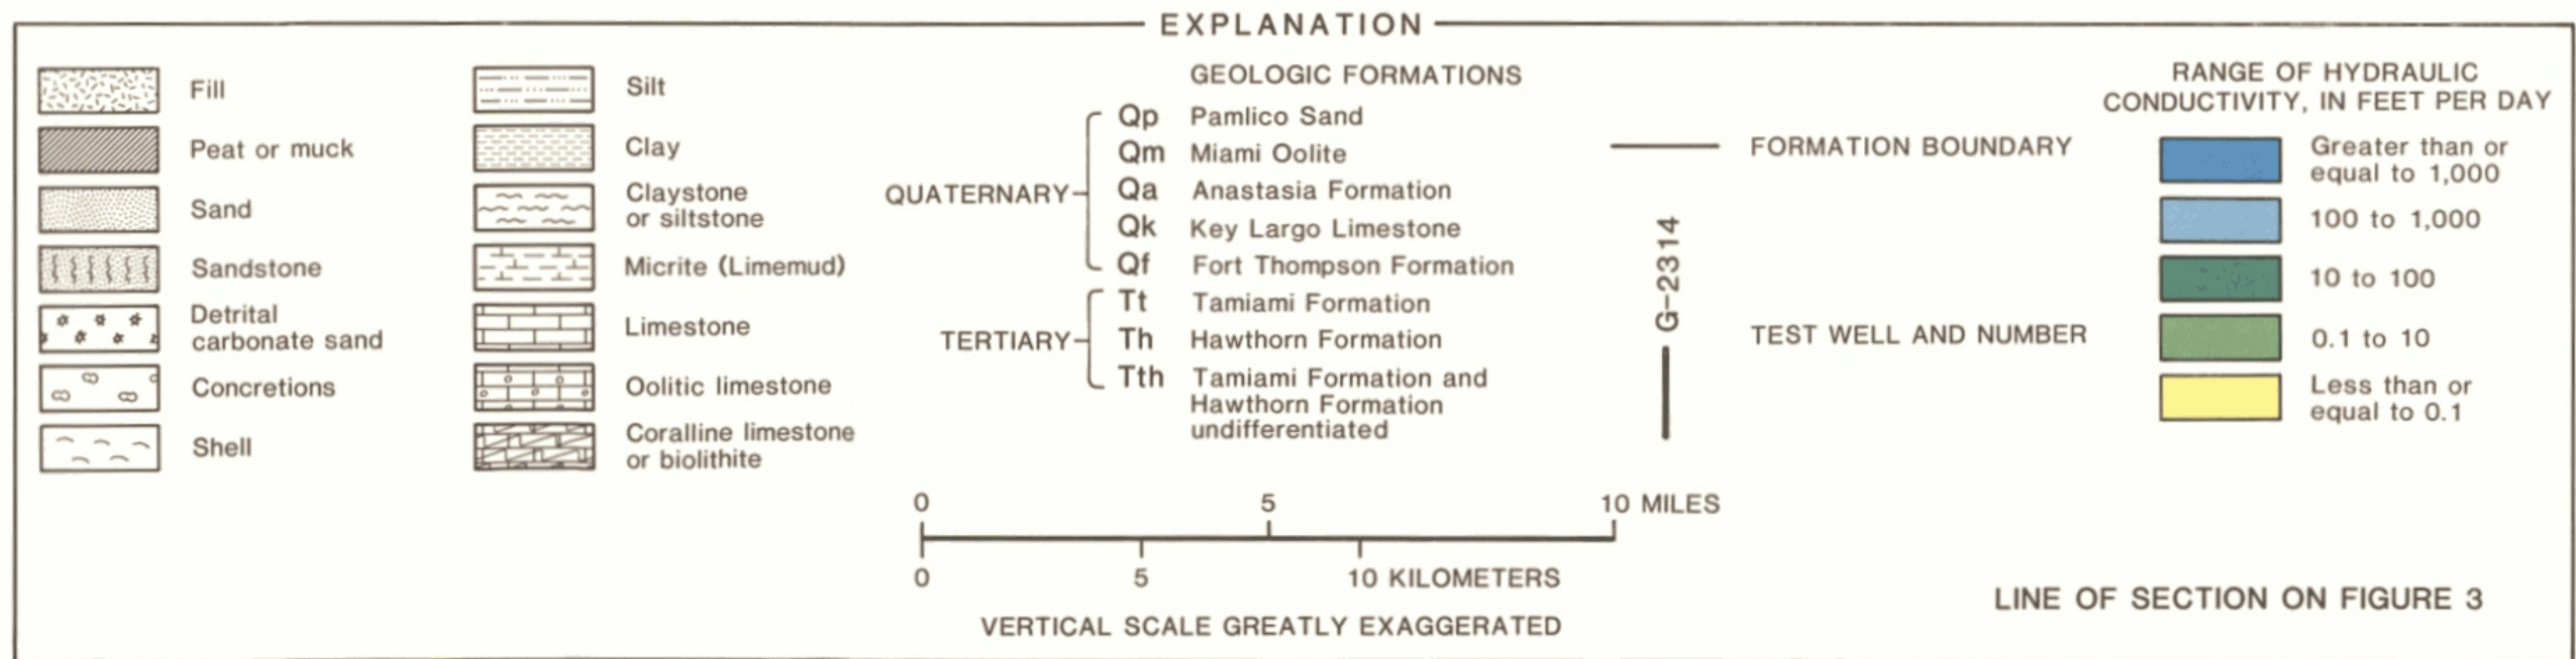 EXPLANATION
Fill
Peat or muck
Sand
Sandstone
Detrital
carbonate sand
Concretions
Shell
Silt
Clay
Claystone
or siltstone
Micrite (Limemud)
Limestone
Oolitic limestone
Coralline limestone
or biolithite
GEOLOGIC FORMATIONS
QUATERNARY
Qp Pamlico Sand
Qm Miami Oolite
Qa Anastasia Formation
Qk Key Largo Limestone
Qf Fort Thompson Formation
TERTIARY
Tt Tamiami Formation
Th Hawthorn Formation
Tth Tamiami Formation and
Hawthorn Formation
undifferentiated
FORMATION BOUNDARY
G-2314
TEST WELL AND NUMBER
RANGE OF HYDRAULIC
CONDUCTIVITY, IN FEET PER DAY
Greater than or
equal to 1,000
100 to 1,000
10 to 100
0.1 to 10
Less than or
equal to 0.1
0 5 10 MILES
0 5 10 KILOMETERS
VERTICAL SCALE GREATLY EXAGGERATED
LINE OF SECTION ON FIGURE 3